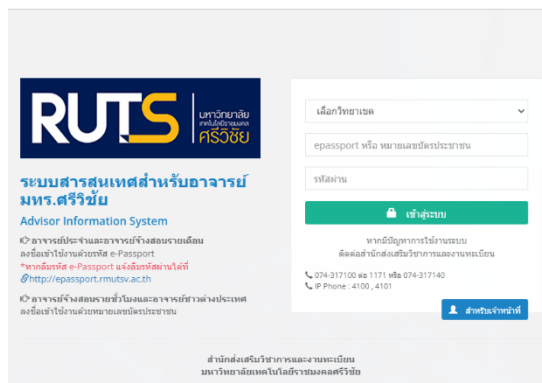 RUTS
มหาวิทยาลัย
เทคโนโลยีราชมงคล
ศรีวิชัย
ระบบสารสนเทศสำหรับอาจารย์
มทร.ศรีวิชัย
Advisor Information System
อาจารย์ประจำและอาจารย์จ้างสอนรายเดือน
ลงชื่อเข้าใช้งานด้วยรหัส e-Passport
*หากลืมรหัส e-Passport แจ้งลืมรหัสผ่านได้ที่
http://epassport.rmutsv.ac.th
อาจารย์จ้างสอนรายชั่วโมงและอาจารย์ชาวต่างประเทศ
ลงชื่อเข้าใช้งานด้วยหมายเลขบัตรประชาชน
เลือกวิทยาเขต
epassport หรือ หมายเลขบัตรประชาชน
รหัสผ่าน
เข้าสู่ระบบ
หากมีปัญหาการใช้งานระบบ
ติดต่อสำนักส่งเสริมวิชาการและงานทะเบียน
074-317100 ต่อ 1171 หรือ 074-317140
IP Phone : 4100 , 4101
สำหรับเจ้าหน้าที่
สำนักส่งเสริมวิชาการและงานทะเบียน
มหาวิทยาลัยเทคโนโลยีราชมงคลศรีวิชัย